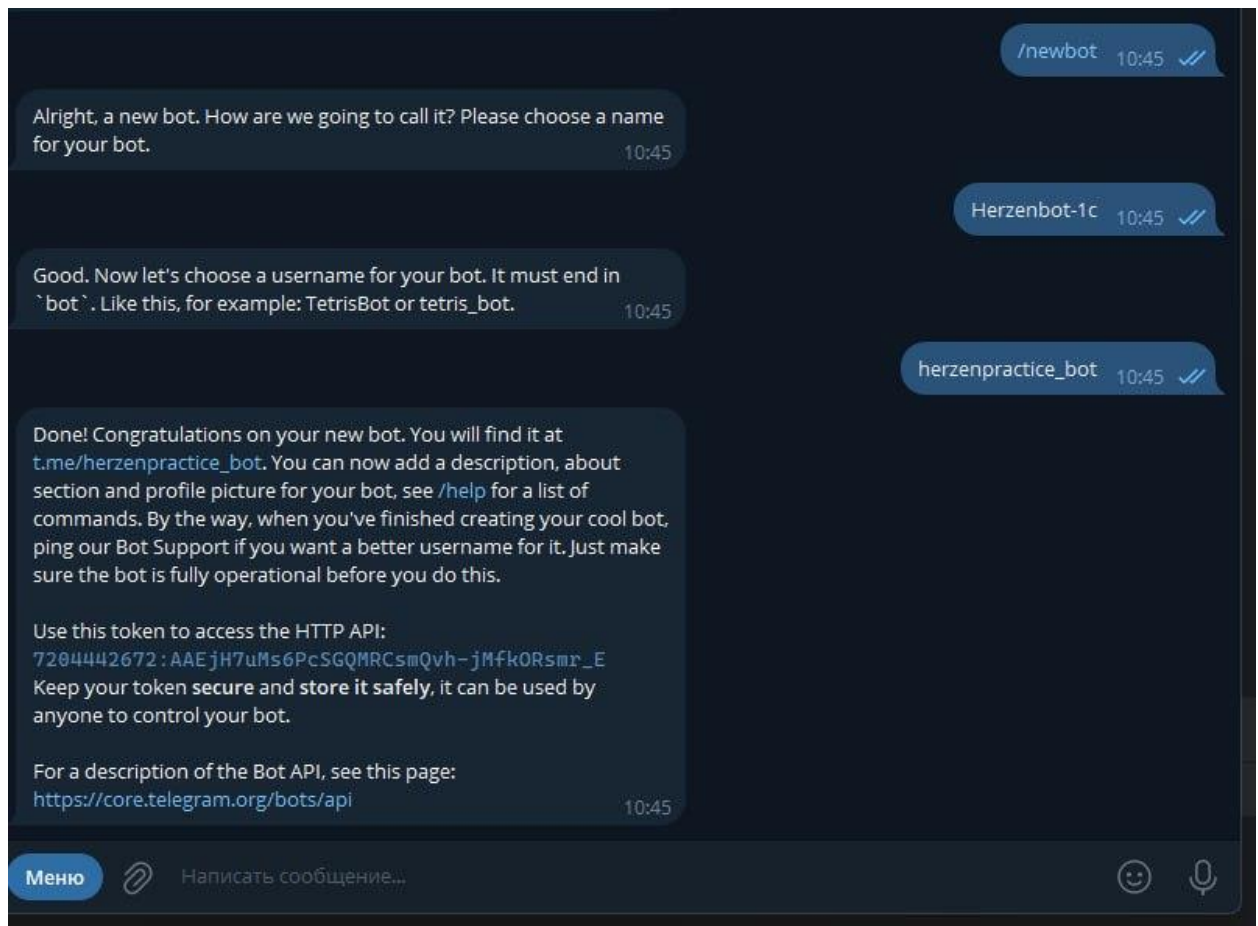 /newbot 10:45
Alright, a new bot. How are we going to call it? Please choose a name
for your bot.
10:45
Herzenbot-1c 10:45
Good. Now let's choose a username for your bot. It must end in
`bot`. Like this, for example: TetrisBot or tetris_bot.
10:45
herzenpractice_bot 10:45
Done! Congratulations on your new bot. You will find it at
t.me/herzenpractice_bot. You can now add a description, about
section and profile picture for your bot, see /help for a list of
commands. By the way, when you've finished creating your cool bot,
ping our Bot Support if you want a better username for it. Just make
sure the bot is fully operational before you do this.
Use this token to access the HTTP API:
7204442672:AAEjH7uMs6PcSGQMRCsmQvh-jMfkORsmr_E
Keep your token secure and store it safely, it can be used by
anyone to control your bot.
For a description of the Bot API, see this page:
https://core.telegram.org/bots/api
10:45
Меню Написать сообщение...